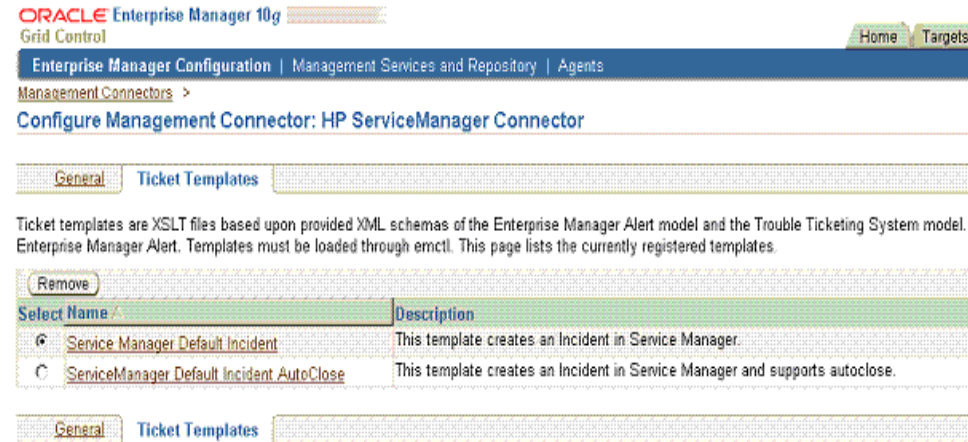 ORACLE Enterprise Manager 10g
Grid Control
Home Targets
Enterprise Manager Configuration | Management Services and Repository | Agents
Management Connectors >
Configure Management Connector: HP ServiceManager Connector
General Ticket Templates
Ticket templates are XSLT files based upon provided XML schemas of the Enterprise Manager Alert model and the Trouble Ticketing System model.
Enterprise Manager Alert. Templates must be loaded through emctl. This page lists the currently registered templates.
Remove
Select Name Description
Service Manager Default Incident This template creates an Incident in Service Manager.
ServiceManager Default Incident AutoClose This template creates an Incident in Service Manager and supports autoclose.
General Ticket Templates